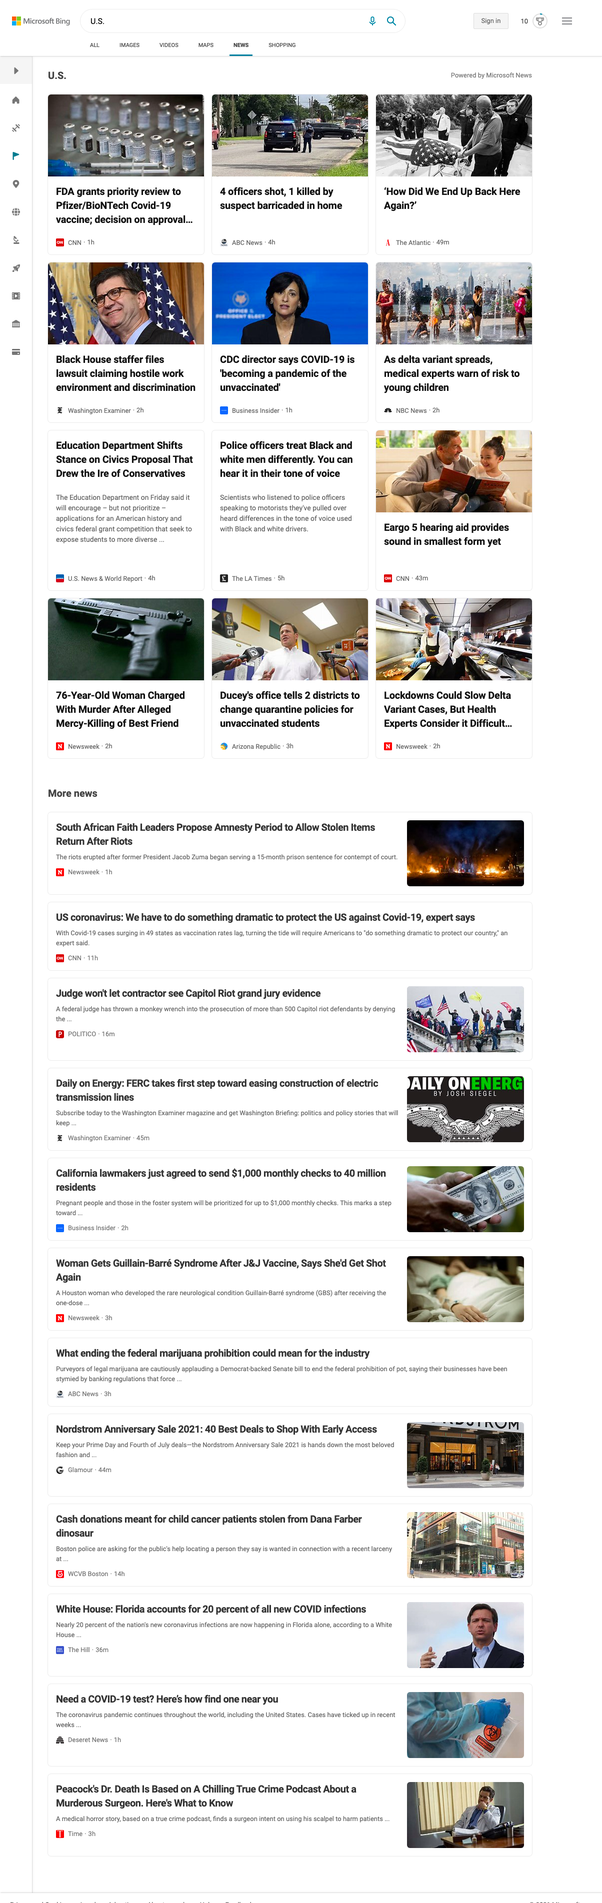 Microsoft Bing
U.S.
Sign in
10
ALL
IMAGES
VIDEOS
MAPS
NEWS
SHOPPING
U.S.
Powered by Microsoft News
FDA grants priority review to
Pfizer/BioNTech Covid-19
vaccine; decision on approval...
CNN · 1h
4 officers shot, 1 killed by
suspect barricaded in home
ABC News · 4h
'How Did We End Up Back Here
Again?'
The Atlantic · 49m
Black House staffer files
lawsuit claiming hostile work
environment and discrimination
Washington Examiner · 2h
OFFICE of the
PRESIDENT ELECT
CDC director says COVID-19 is
'becoming a pandemic of the
unvaccinated'
Business Insider · 1h
As delta variant spreads,
medical experts warn of risk to
young children
NBC News · 2h
Education Department Shifts
Stance on Civics Proposal That
Drew the Ire of Conservatives
The Education Department on Friday said it
will encourage – but not prioritize –
applications for an American history and
civics federal grant competition that seek to
expose students to more diverse ...
U.S. News & World Report · 4h
Police officers treat Black and
white men differently. You can
hear it in their tone of voice
Scientists who listened to police officers
speaking to motorists they've pulled over
heard differences in the tone of voice used
with Black and white drivers.
The LA Times · 5h
Eargo 5 hearing aid provides
sound in smallest form yet
CNN · 43m
76-Year-Old Woman Charged
With Murder After Alleged
Mercy-Killing of Best Friend
Newsweek · 2h
Ducey's office tells 2 districts to
change quarantine policies for
unvaccinated students
Arizona Republic · 3h
Lockdowns Could Slow Delta
Variant Cases, But Health
Experts Consider it Difficult...
Newsweek · 2h
More news
South African Faith Leaders Propose Amnesty Period to Allow Stolen Items
Return After Riots
The riots erupted after former President Jacob Zuma began serving a 15-month prison sentence for contempt of court.
Newsweek · 1h
US coronavirus: We have to do something dramatic to protect the US against Covid-19, expert says
With Covid-19 cases surging in 49 states as vaccination rates lag, turning the tide will require Americans to "do something dramatic to protect our country," an
expert said.
CNN · 11h
Judge won't let contractor see Capitol Riot grand jury evidence
A federal judge has thrown a monkey wrench into the prosecution of more than 500 Capitol riot defendants by denying
the ...
POLITICO · 16m
Daily on Energy: FERC takes first step toward easing construction of electric
transmission lines
Subscribe today to the Washington Examiner magazine and get Washington Briefing: politics and policy stories that will
keep ...
Washington Examiner · 45m
DAILY ON ENERG
BY JOSH SIEGEL
California lawmakers just agreed to send $1,000 monthly checks to 40 million
residents
Pregnant people and those in the foster system will be prioritized for up to $1,000 monthly checks. This marks a step
toward ...
Business Insider · 2h
Woman Gets Guillain-Barré Syndrome After J&J Vaccine, Says She'd Get Shot
Again
A Houston woman who developed the rare neurological condition Guillain-Barré syndrome (GBS) after receiving the
one-dose ...
Newsweek · 3h
What ending the federal marijuana prohibition could mean for the industry
Purveyors of legal marijuana are cautiously applauding a Democrat-backed Senate bill to end the federal prohibition of pot, saying their businesses have been
stymied by banking regulations that force ...
ABC News · 3h
Nordstrom Anniversary Sale 2021: 40 Best Deals to Shop With Early Access
Keep your Prime Day and Fourth of July deals—the Nordstrom Anniversary Sale 2021 is hands down the most beloved
fashion and ...
Glamour · 44m
Cash donations meant for child cancer patients stolen from Dana Farber
dinosaur
Boston police are asking for the public's help locating a person they say is wanted in connection with a recent larceny
at ...
WCVB Boston · 14h
White House: Florida accounts for 20 percent of all new COVID infections
Nearly 20 percent of the nation's new coronavirus infections are now happening in Florida alone, according to a White
House ...
The Hill · 36m
Need a COVID-19 test? Here's how find one near you
The coronavirus pandemic continues throughout the world, including the United States. Cases have ticked up in recent
weeks ...
Deseret News · 1h
Peacock's Dr. Death Is Based on A Chilling True Crime Podcast About a
Murderous Surgeon. Here's What to Know
A medical horror story, based on a true crime podcast, finds a surgeon intent on using his scalpel to harm patients ...
Time · 3h